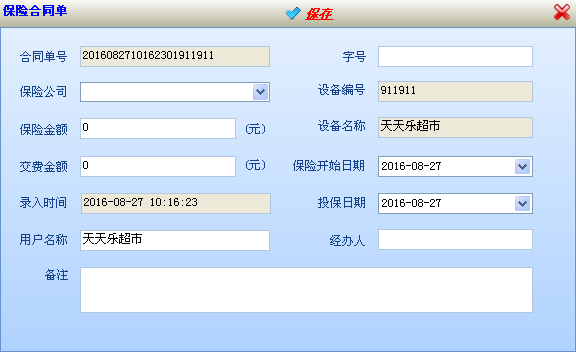 保险合同单
保存
合同单号 2016082710162301911911 字号
保险公司 设备编号 911911
保险金额 0 (元) 设备名称 天天乐超市
交费金额 0 (元) 保险开始日期 2016-08-27
录入时间 2016-08-27 10:16:23 投保日期 2016-08-27
用户名称 天天乐超市 经办人
备注